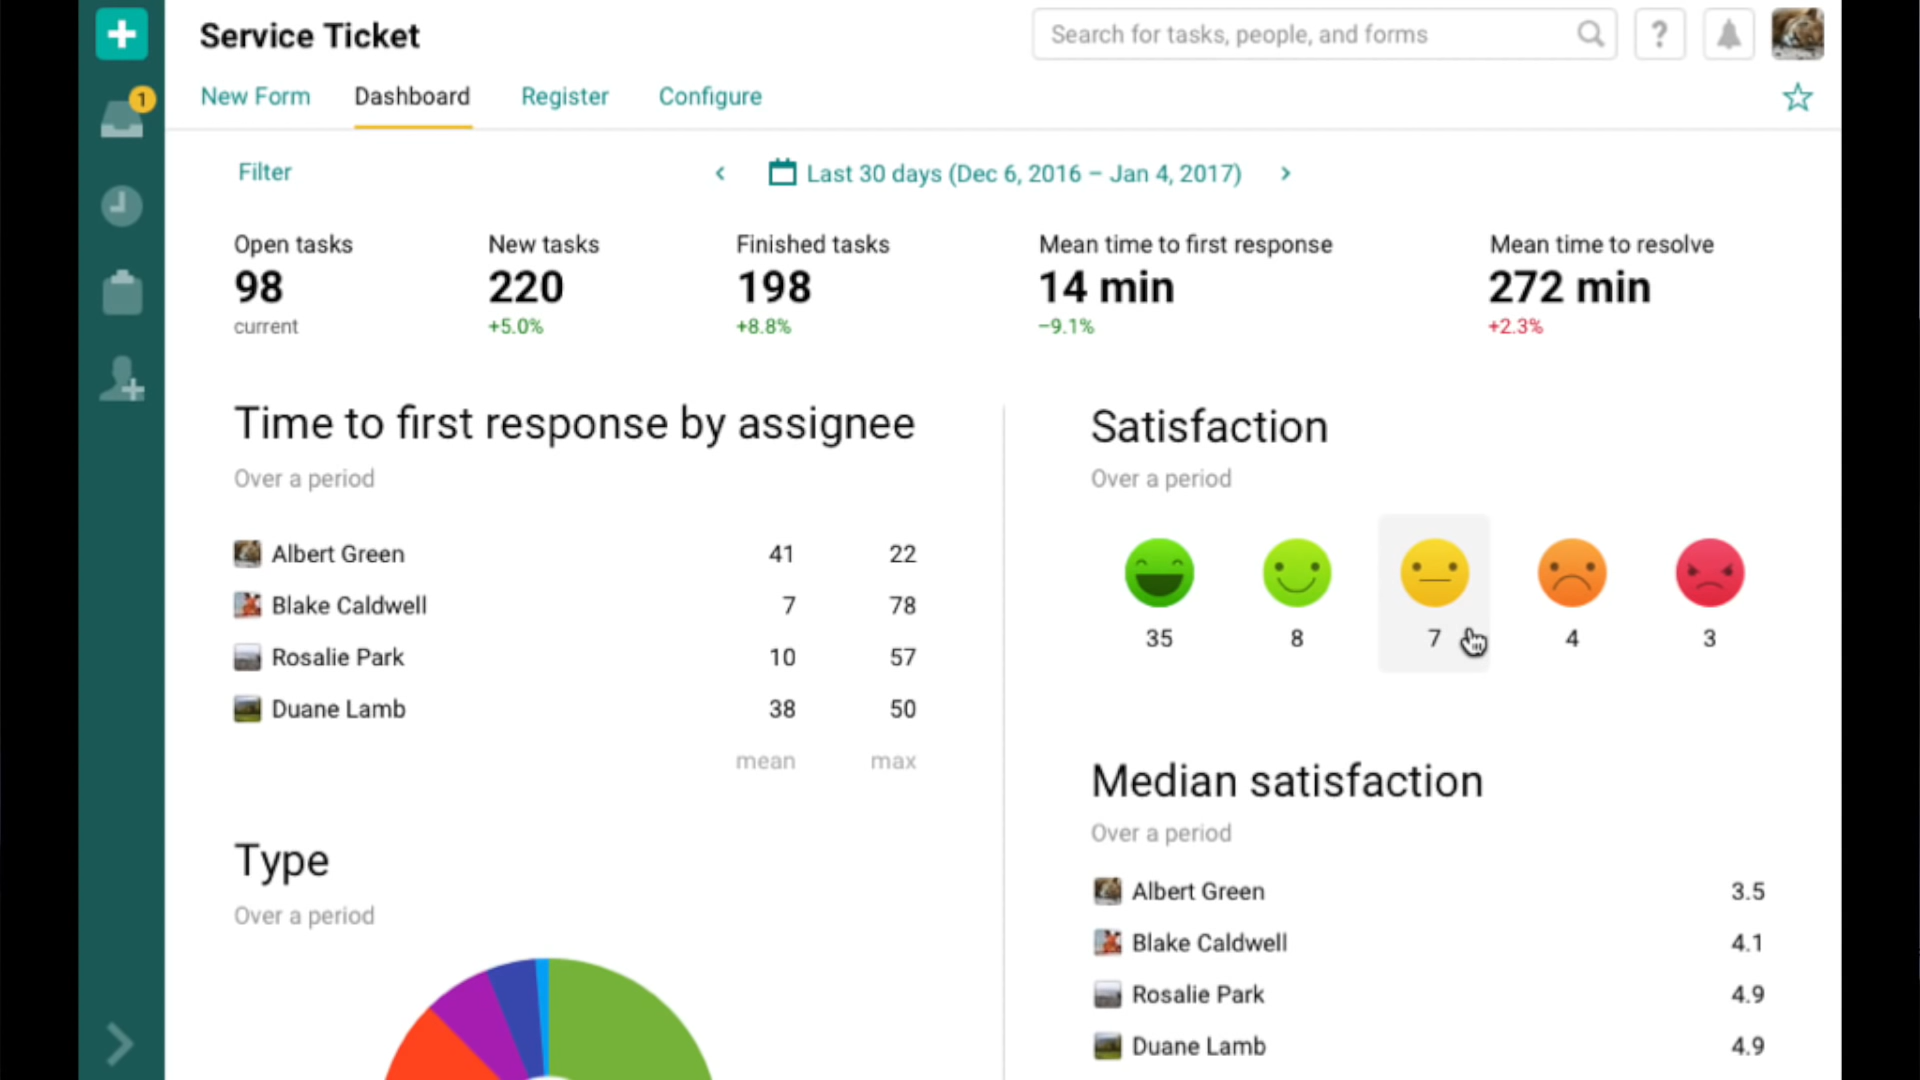 Service Ticket
Search for tasks, people, and forms
?
1
New Form Dashboard Register Configure
Filter
Last 30 days (Dec 6, 2016 – Jan 4, 2017)
Open tasks
98
current
New tasks
220
+5.0%
Finished tasks
198
+8.8%
Mean time to first response
14 min
−9.1%
Mean time to resolve
272 min
+2.3%
Time to first response by assignee
Over a period
Albert Green 41 22
Blake Caldwell 7 78
Rosalie Park 10 57
Duane Lamb 38 50
mean max
Type
Over a period
Satisfaction
Over a period
35 8 7 4 3
Median satisfaction
Over a period
Albert Green 3.5
Blake Caldwell 4.1
Rosalie Park 4.9
Duane Lamb 4.9